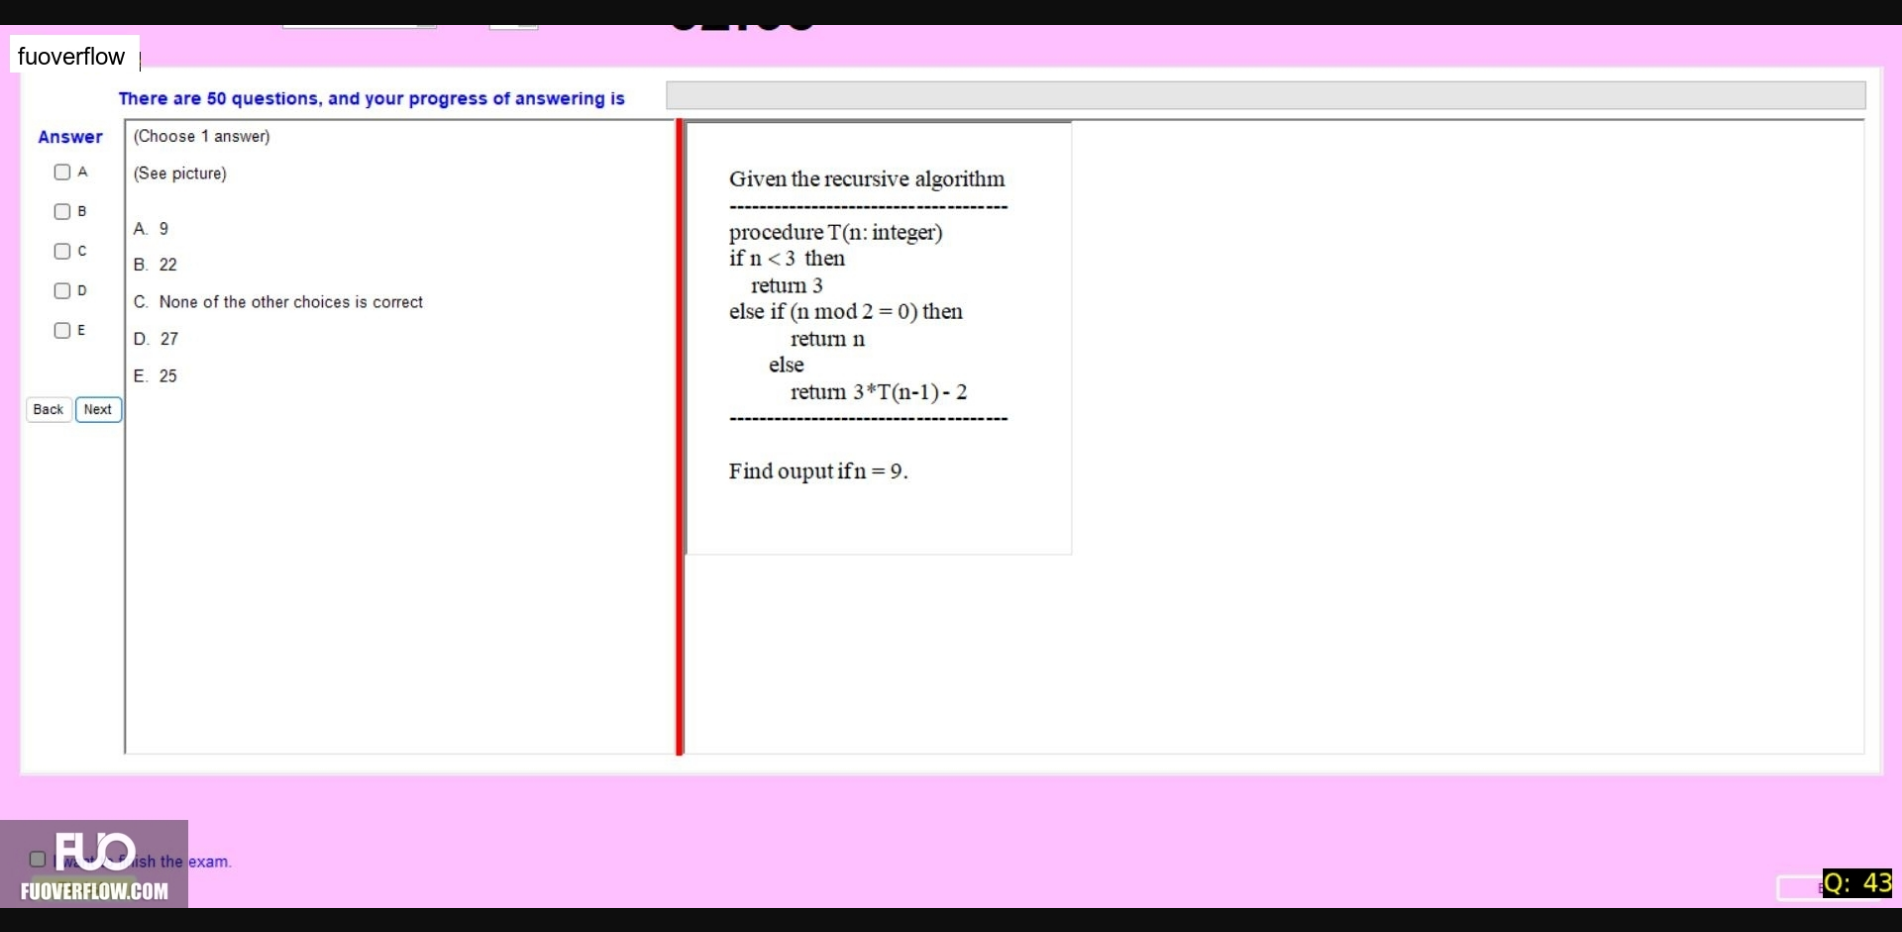 fuoverflow
There are 50 questions, and your progress of answering is
Answer
(Choose 1 answer)
A
(See picture)
B
A. 9
C
B. 22
D
C. None of the other choices is correct
E
D. 27
E. 25
Back Next
Given the recursive algorithm
-------------------------------------
procedure T(n: integer)
if n < 3 then
return 3
else if (n mod 2 = 0) then
return n
else
return 3*T(n-1) - 2
-------------------------------------
Find ouput if n = 9.
FUO
finish the exam.
FUOVERFLOW.COM
Q: 43